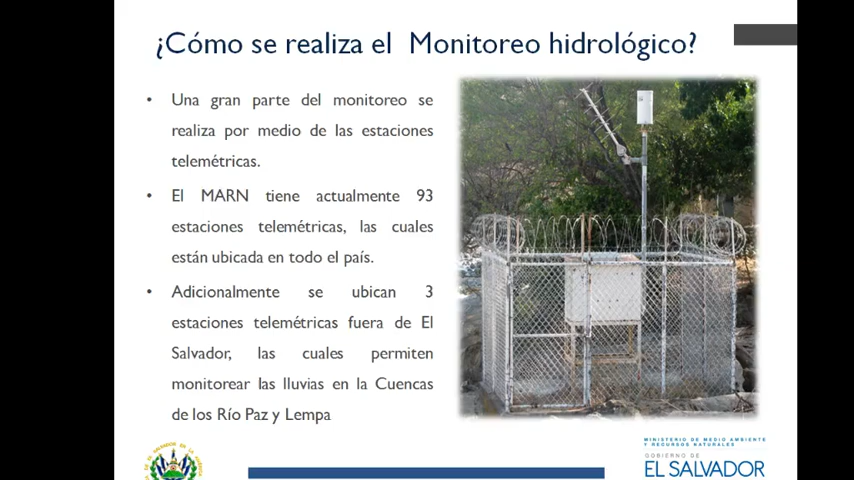 ¿Cómo se realiza el Monitoreo hidrológico?
• Una gran parte del monitoreo se
realiza por medio de las estaciones
telemétricas.
• El MARN tiene actualmente 93
estaciones telemétricas, las cuales
están ubicada en todo el país.
• Adicionalmente se ubican 3
estaciones telemétricas fuera de El
Salvador, las cuales permiten
monitorear las lluvias en la Cuencas
de los Río Paz y Lempa
MINISTERIO DE MEDIO AMBIENTE
Y RECURSOS NATURALES
GOBIERNO DE
EL SALVADOR